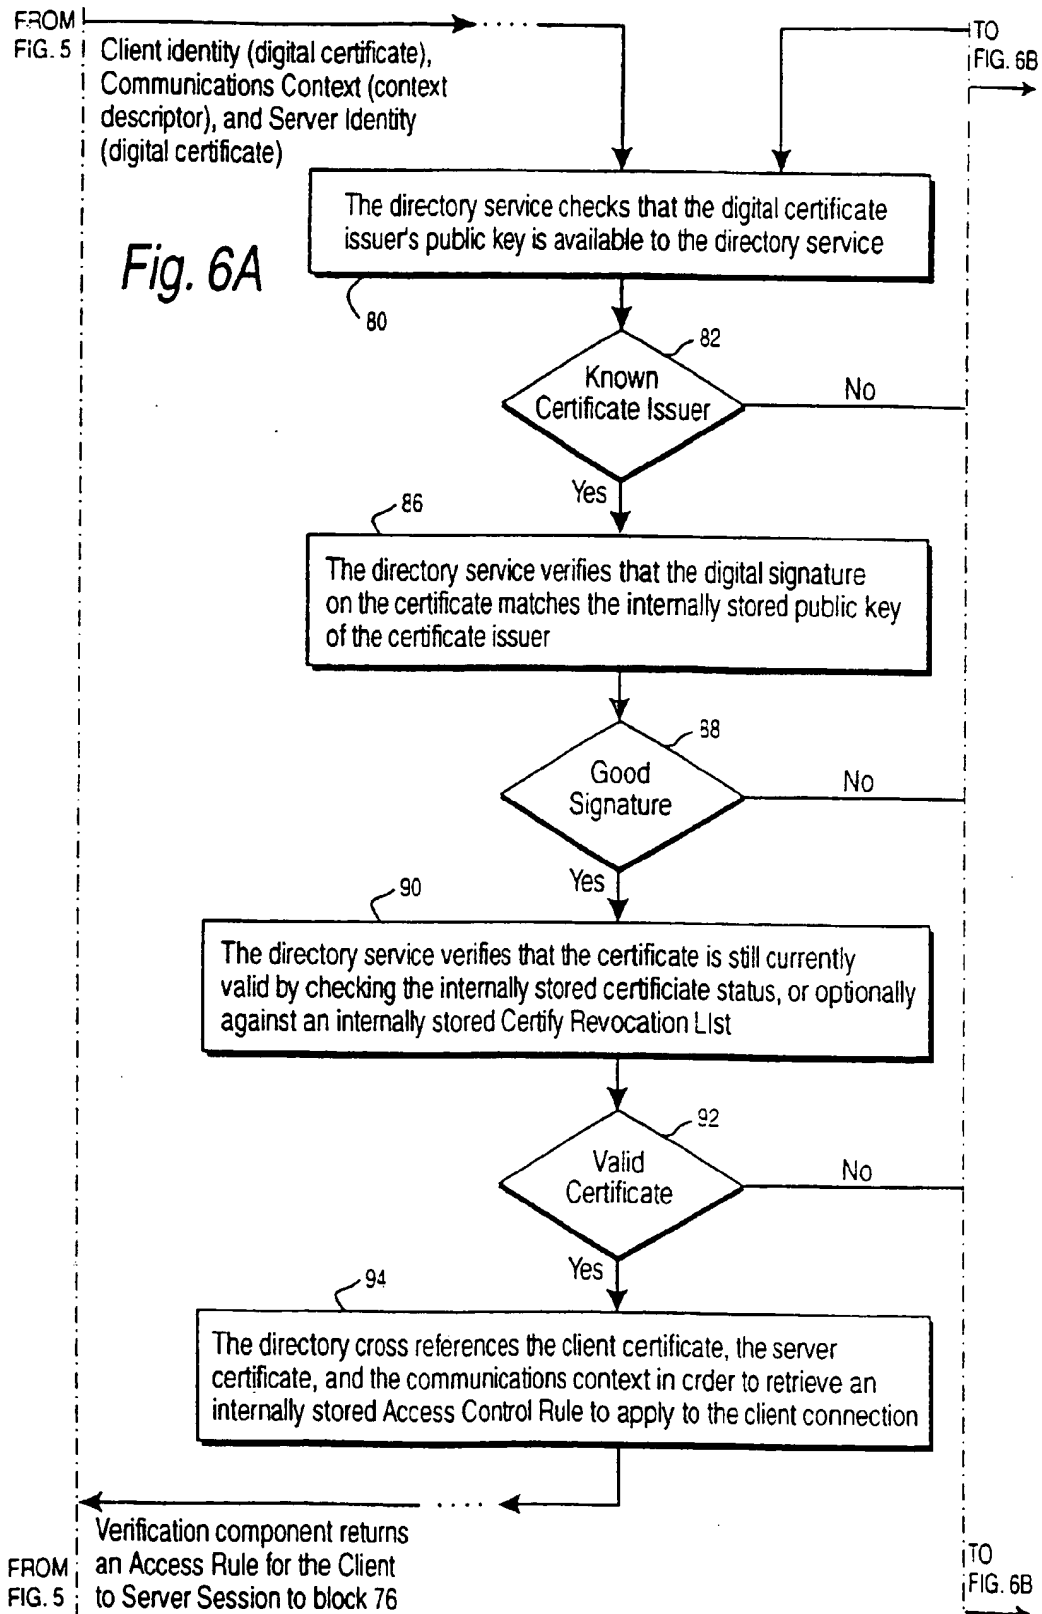 FROM
FIG. 5
Client identity (digital certificate),
Communications Context (context
descriptor), and Server Identity
(digital certificate)
TO
FIG. 6B
The directory service checks that the digital certificate
issuer's public key is available to the directory service
Fig. 6A
80
82
Known
Certificate Issuer
No
Yes
86
The directory service verifies that the digital signature
on the certificate matches the internally stored public key
of the certificate issuer
88
Good
Signature
No
Yes
90
The directory service verifies that the certificate is still currently
valid by checking the internally stored certificiate status, or optionally
against an internally stored Certify Revocation LIst
92
Valid
Certificate
No
Yes
94
The directory cross references the client certificate, the server
certificate, and the communications context in order to retrieve an
internally stored Access Control Rule to apply to the client connection
Verification component returns
an Access Rule for the Client
to Server Session to block 76
FROM
FIG. 5
TO
FIG. 6B